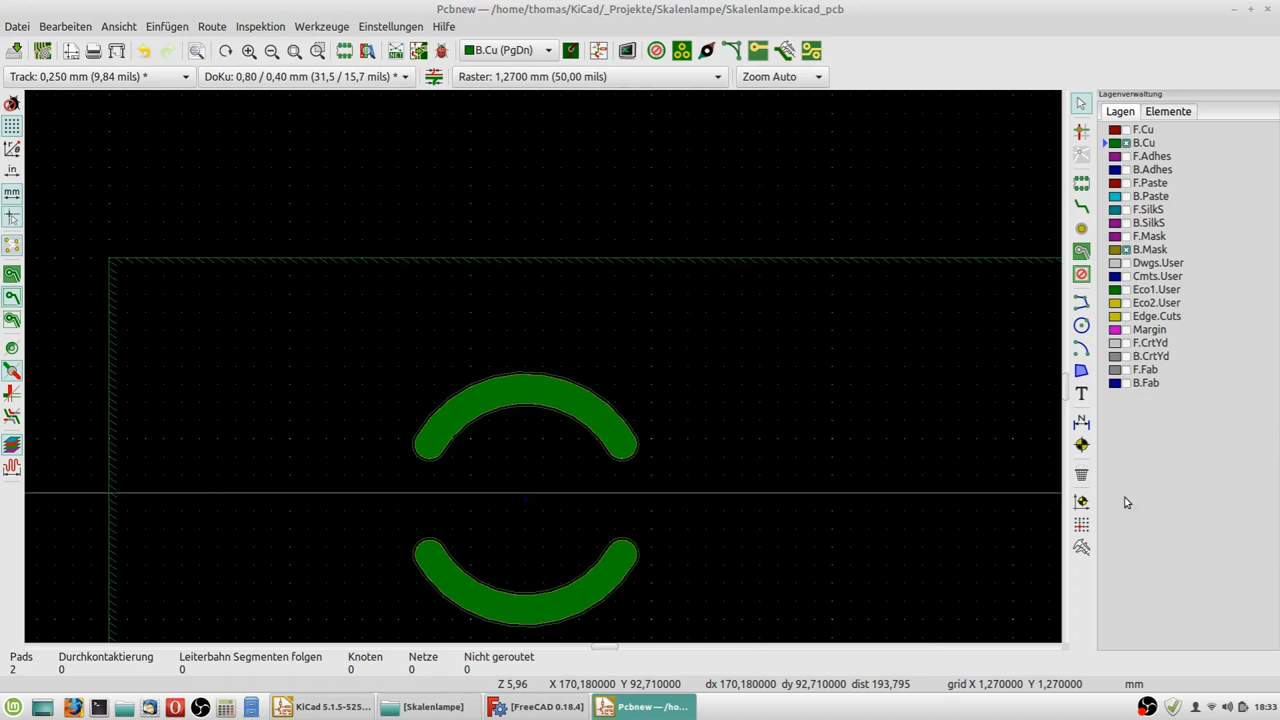 Pcbnew — /home/thomas/KiCad/_Projekte/Skalenlampe/Skalenlampe.kicad_pcb
Datei Bearbeiten Ansicht Einfügen Route Inspektion Werkzeuge Einstellungen Hilfe
NET B.Cu (PgDn)
Track: 0,250 mm (9,84 mils) * DoKu: 0,80 / 0,40 mm (31,5 / 15,7 mils) * Raster: 1,2700 mm (50,00 mils) Zoom Auto
Lagenverwaltung
Lagen Elemente
F.Cu
B.Cu
F.Adhes
B.Adhes
F.Paste
B.Paste
F.SilkS
B.SilkS
F.Mask
B.Mask
Dwgs.User
Cmts.User
Eco1.User
Eco2.User
Edge.Cuts
Margin
F.CrtYd
B.CrtYd
F.Fab
B.Fab
in
mm
T
N
Pads Durchkontaktierung Leiterbahn Segmenten folgen Knoten Netze Nicht geroutet
2 0 0 0 0 0
Z 5,96 X 170,180000 Y 92,710000 dx 170,180000 dy 92,710000 dist 193,795 grid X 1,270000 Y 1,270000 mm
KiCad 5.1.5-525... [Skalenlampe] [FreeCAD 0.18.4] Pcbnew — /ho... 18:33